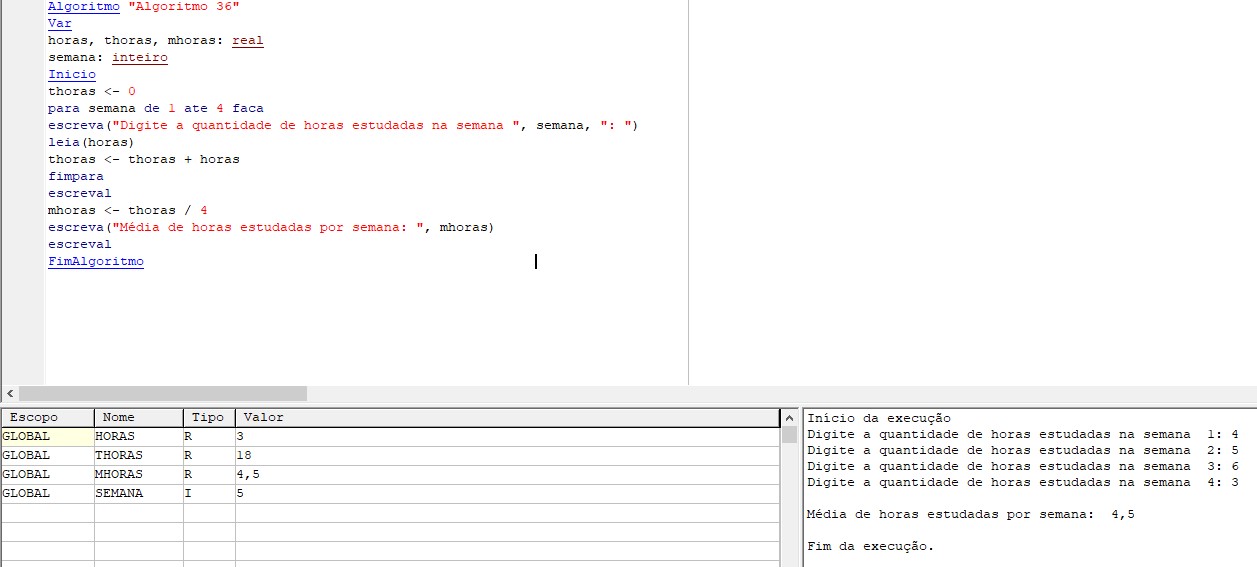 Algoritmo "Algoritmo 36"
Var
horas, thoras, mhoras: real
semana: inteiro
Inicio
thoras <- 0
para semana de 1 ate 4 faca
escreva("Digite a quantidade de horas estudadas na semana ", semana, ": ")
leia(horas)
thoras <- thoras + horas
fimpara
escreval
mhoras <- thoras / 4
escreva("Média de horas estudadas por semana: ", mhoras)
escreval
FimAlgoritmo
Escopo Nome Tipo Valor
GLOBAL HORAS R 3
GLOBAL THORAS R 18
GLOBAL MHORAS R 4,5
GLOBAL SEMANA I 5
Início da execução
Digite a quantidade de horas estudadas na semana  1: 4
Digite a quantidade de horas estudadas na semana  2: 5
Digite a quantidade de horas estudadas na semana  3: 6
Digite a quantidade de horas estudadas na semana  4: 3
Média de horas estudadas por semana:  4,5
Fim da execução.